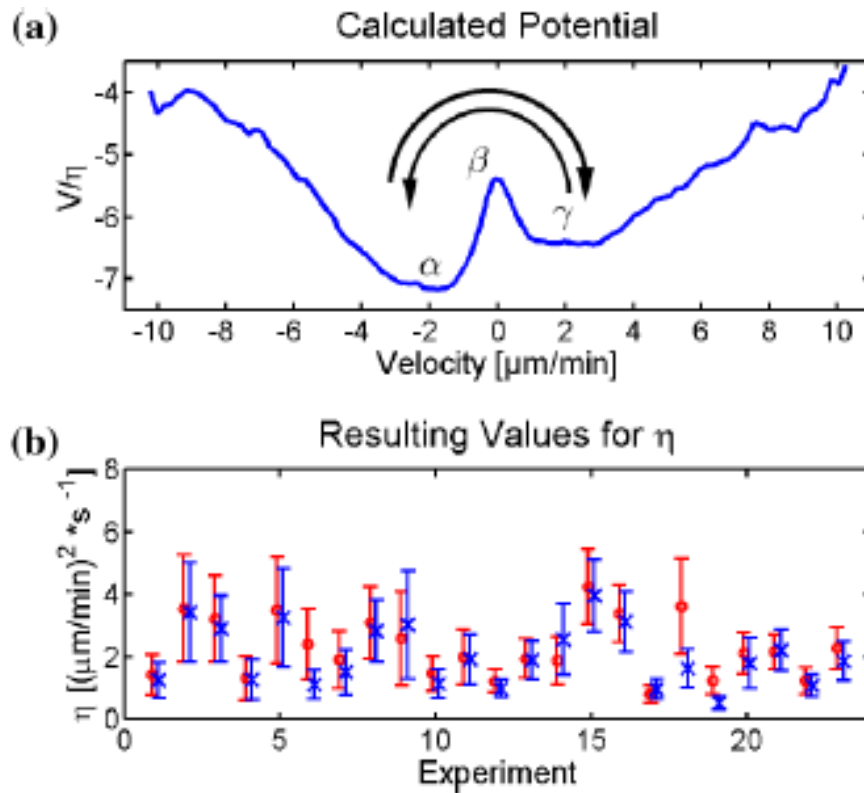 (a)
Calculated Potential
V/η
-4
-5
-6
-7
α
β
γ
-10 -8 -6 -4 -2 0 2 4 6 8 10
Velocity [μm/min]
(b)
Resulting Values for η
η [(μm/min)² *s⁻¹]
8
6
4
2
0
0 5 10 15 20
Experiment